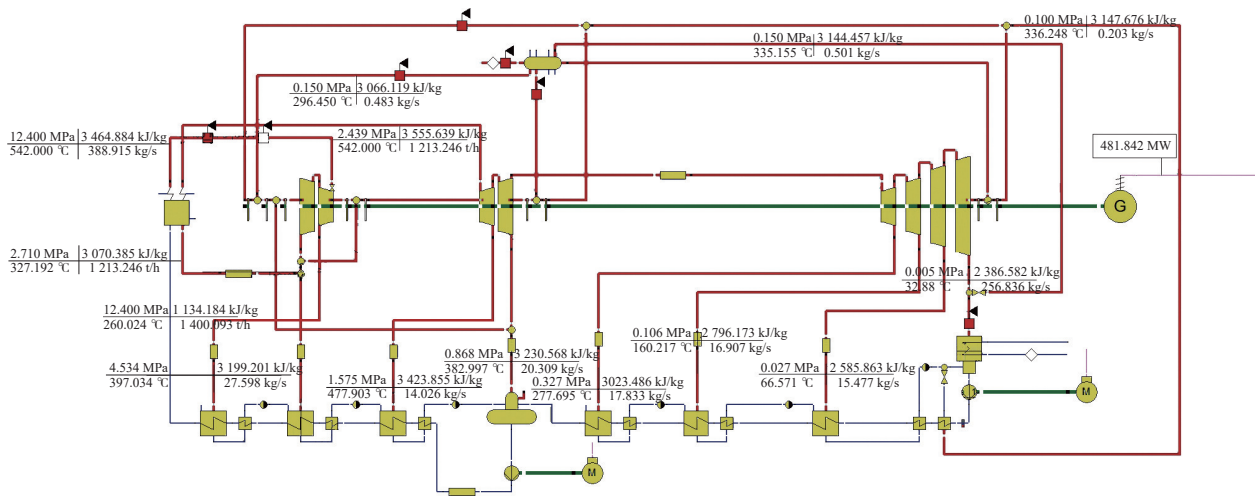 0.100 MPa 3 147.676 kJ/kg
336.248 °C 0.203 kg/s
0.150 MPa 3 144.457 kJ/kg
335.155 °C 0.501 kg/s
0.150 MPa 3 066.119 kJ/kg
296.450 °C 0.483 kg/s
12.400 MPa 3 464.884 kJ/kg
542.000 °C 388.915 kg/s
2.439 MPa 3 555.639 kJ/kg
542.000 °C 1 213.246 t/h
481.842 MW
G
2.710 MPa 3 070.385 kJ/kg
327.192 °C 1 213.246 t/h
0.005 MPa 2 386.582 kJ/kg
32.88 °C 256.836 kg/s
12.400 MPa 1 134.184 kJ/kg
260.024 °C 1 400.093 t/h
0.106 MPa 2 796.173 kJ/kg
160.217 °C 16.907 kg/s
4.534 MPa 3 199.201 kJ/kg
397.034 °C 27.598 kg/s
0.868 MPa 3 230.568 kJ/kg
382.997 °C 20.309 kg/s
1.575 MPa 3 423.855 kJ/kg
477.903 °C 14.026 kg/s
0.327 MPa 3023.486 kJ/kg
277.695 °C 17.833 kg/s
0.027 MPa 2 585.863 kJ/kg
66.571 °C 15.477 kg/s
M
M